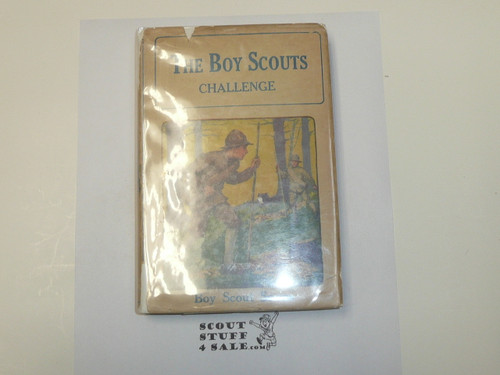 THE BOY SCOUTS
CHALLENGE
Boy Scout
SCOUT
STUFF
4 SALE.com